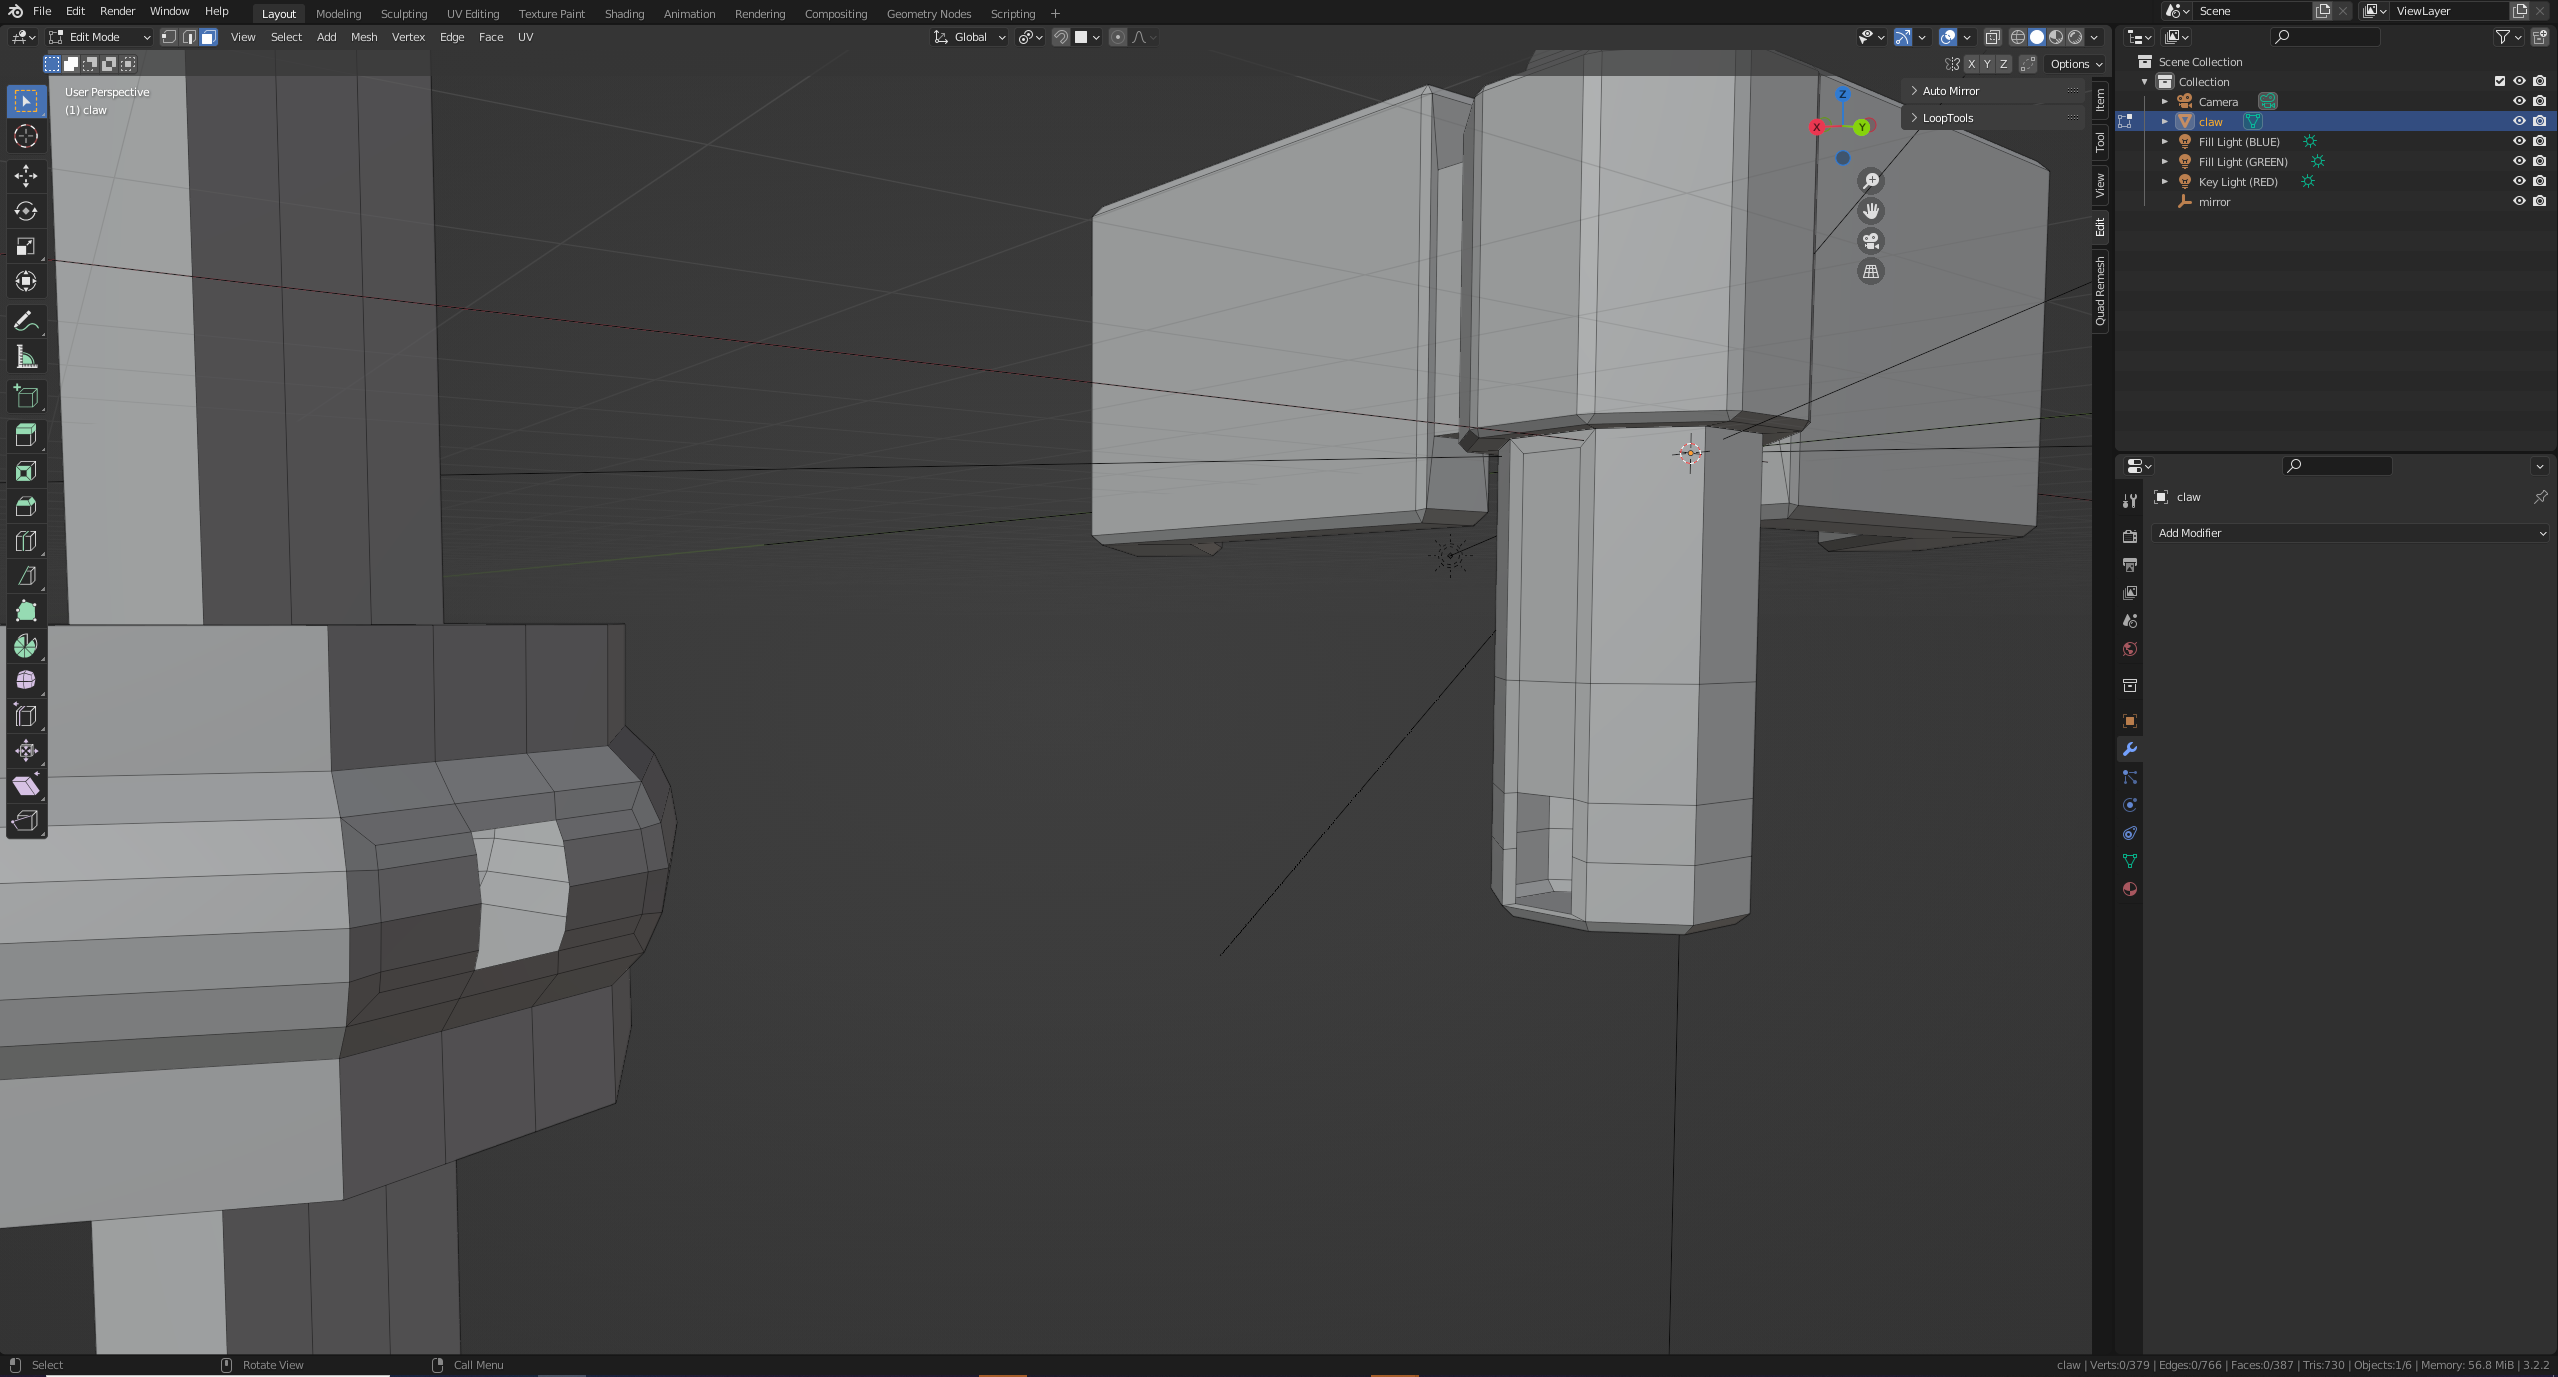 File Edit Render Window Help Layout Modeling Sculpting UV Editing Texture Paint Shading Animation Rendering Compositing Geometry Nodes Scripting + Scene ViewLayer
Edit Mode View Select Add Mesh Vertex Edge Face UV Global
X Y Z Options
User Perspective
(1) claw
Auto Mirror
LoopTools
Z
X
Y
Item
Tool
View
Edit
Quad Remesh
Scene Collection
Collection
Camera
claw
Fill Light (BLUE)
Fill Light (GREEN)
Key Light (RED)
mirror
claw
Add Modifier
Select Rotate View Call Menu claw | Verts:0/379 | Edges:0/766 | Faces:0/387 | Tris:730 | Objects:1/6 | Memory: 56.8 MiB | 3.2.2